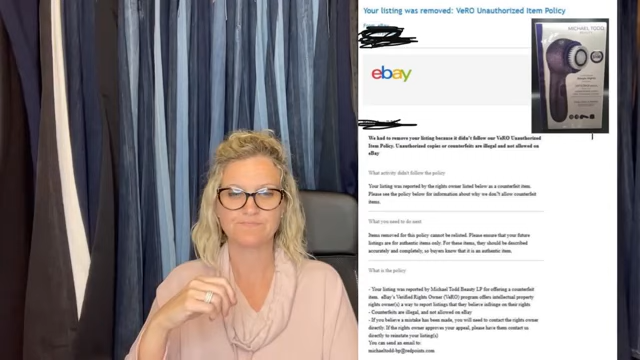 Your listing was removed: VeRO Unauthorized Item Policy
ebay
MICHAEL TODD
BEAUTY
We had to remove your listing because it didn't follow our VeRO Unauthorized
Item Policy. Unauthorized copies or counterfeits are illegal and not allowed on
eBay
What activity didn't follow the policy
Your listing was reported by the rights owner listed below as a counterfeit item.
Please see the policy below for information about why we don't allow counterfeit
items.
What you need to do next
Items removed for this policy cannot be relisted. Please ensure that your future
listings are for authentic items only. For these items, they should be described
accurately and completely, so buyers know that it is an authentic item.
What is the policy
- Your listing was reported by Michael Todd Beauty LP for offering a counterfeit
item. eBay's Verified Rights Owner (VeRO) program offers intellectual property
rights owner(s) a way to report listings that they believe infringe on their rights
- Counterfeits are illegal, and not allowed on eBay
- If you believe a mistake has been made, you will need to contact the rights owner
directly. If the rights owner approves your appeal, please have them contact us
directly to reinstate your listing(s)
You can send an email to:
michaeltodd-bp@redpoints.com